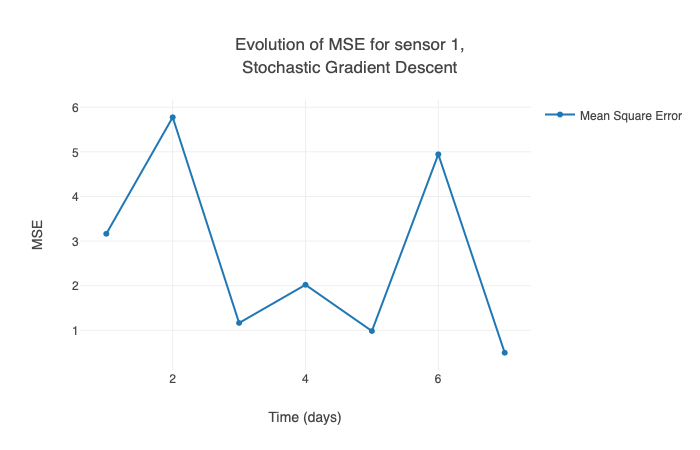 Evolution of MSE for sensor 1,
Stochastic Gradient Descent
Mean Square Error
MSE
6
5
4
3
2
1
2
4
6
Time (days)